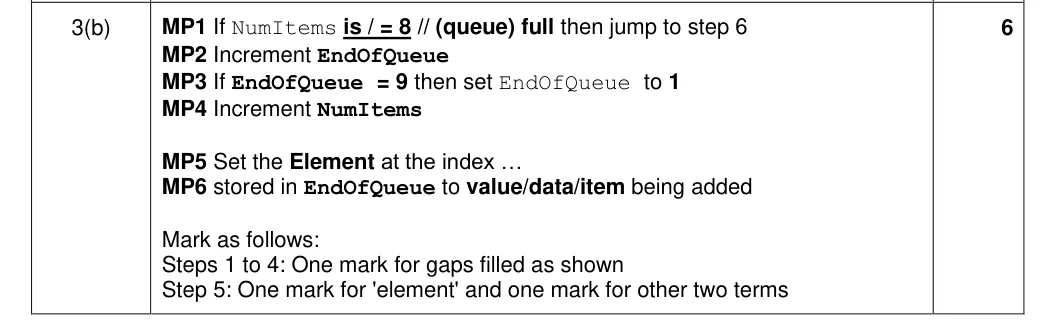 3(b)
MP1 If NumItems is / = 8 // (queue) full then jump to step 6
6
MP2 Increment EndOfQueue
MP3 If EndOfQueue = 9 then set EndOfQueue to 1
MP4 Increment NumItems
MP5 Set the Element at the index …
MP6 stored in EndOfQueue to value/data/item being added
Mark as follows:
Steps 1 to 4: One mark for gaps filled as shown
Step 5: One mark for 'element' and one mark for other two terms